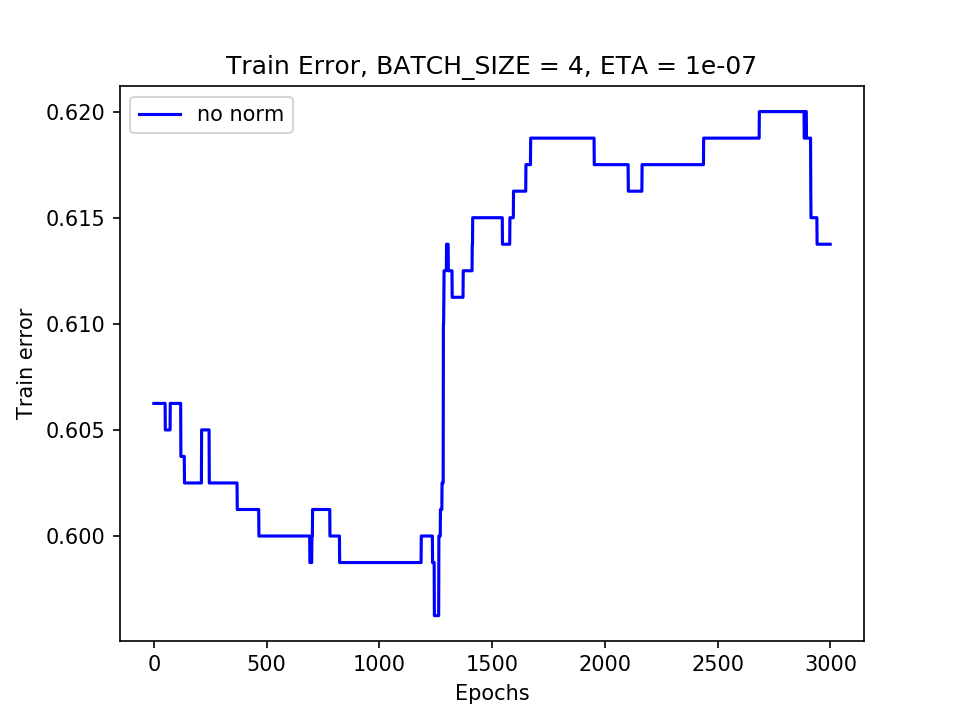 Train Error, BATCH_SIZE = 4, ETA = 1e-07
no norm
Train error
0.620
0.615
0.610
0.605
0.600
0 500 1000 1500 2000 2500 3000
Epochs